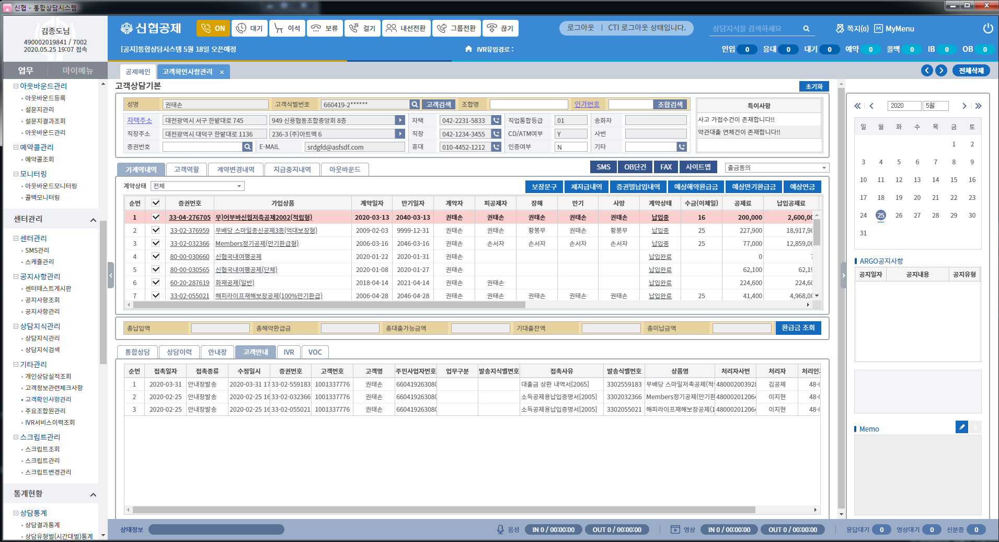 신협 - 통합상담시스템
김종도님
490002019841 / 7002
2020.05.25 19:07 접속
신협공제
ON 대기 이석 보류 걸기 내선전환 그룹전환 끊기
로그아웃 | CTI 로그아웃 상태입니다.
상담지식을 검색하세요
쪽지(0) MyMenu
[공지]통합상담시스템 5월 18일 오픈예정
IVR유입경로 :
인입 0 응대 0 대기 0 예약 0 콜백 0 IB 0 OB 0
업무 마이메뉴
공제메인 고객확인사항관리 ×
전체삭제
아웃바운드관리
아웃바운드등록
설문지관리
설문지결과조회
아웃바운드관리
예약콜관리
예약콜조회
모니터링
아웃바운드모니터링
콜백모니터링
센터관리
센터관리
SMS관리
스케쥴관리
공지사항관리
센터테스트게시판
공지사항조회
공지사항관리
상담지식관리
상담지식관리
상담지식검색
기타관리
개인상담실적조회
고객정보관련체크사항
고객확인사항관리
주요조합원관리
IVR서비스이력조회
스크립트관리
스크립트조회
스크립트관리
스크립트변경관리
통계현황
상담통계
상담결과통계
상담유형별(시간대별)통계
고객상담기본 초기화
성명 권태손 고객식별번호 660419-2****** 고객검색 조합명 인가번호 조합검색
자택주소 대전광역시 서구 한밭대로 745 949 신용협동조합중앙회 8층 자택 042-2231-5833 직업통합등급 01 송화자
직장주소 대전광역시 대덕구 한밭대로 1136 236-3 (주)아트맥 6 직장 042-1234-3455 CD/ATM여부 Y 사번
증권번호 E-MAIL srdgfd@asfsdf.com 휴대 010-4452-1212 인증여부 N 기타
특이사항
사고 가접수건이 존재합니다!!
약관대출 연체건이 존재합니다!!
기계약내역 고객역할 계약변경내역 지급중지내역 아웃바운드
SMS OB단건 FAX 사이트맵 출금동의
계약상태 전체
보장문구 제지급내역 증권별납입내역 예상해약환급금 예상만기환급금 예상연금
순번 증권번호 가입상품 계약일자 만기일자 계약자 피공제자 장해 만기 사망 계약상태 수금(이체일) 공제료 납입공제료
1 33-04-276705 무)어부바신협저축공제2002(적립형) 2020-03-13 2040-03-13 권태손 권태손 권태손 권태손 권태손 납입중 16 200,000 2,600,00
2 33-02-376959 무배당 스마일종신공제3종(억대보장형) 2009-02-03 9999-12-31 권태손 권태손 황봉무 권태손 황봉무 납입중 25 227,900 18,917,90
3 33-02-032366 Members정기공제(만기환급형) 2006-03-16 2046-03-16 권태손 손서자 손서자 손서자 손서자 납입중 25 77,000 12,859,00
4 80-00-030660 신협국내여행공제 2020-01-22 2020-01-31 권태손 납입완료 0
5 80-00-030565 신협국내여행공제(단체) 2020-01-08 2020-01-27 권태손 납입완료 62,100 62,19
6 60-20-287619 화재공제(일반) 2018-04-14 2021-04-14 권태손 권태손 납입완료 224,600 224,60
7 33-02-055021 해피라이프재해보장공제(100%만기환급) 2006-04-28 2046-04-28 권태손 권태손 권태손 권태손 권태손 납입완료 25 41,400 4,968,00
총납입액 총해약환급금 총대출가능금액 기대출잔액 총미납금액 환급금 조회
통합상담 상담이력 안내장 고객안내 IVR VOC
순번 접촉일자 접촉종류 수정일시 증권번호 고객번호 고객명 주민사업자번호 업무구분 발송지식별번호 접촉사유 발송식별번호 상품명 처리자사번 처리자 처리인
1 2020-03-31 안내장발송 2020-03-31 17 33-02-559183 1001337776 권태손 660419263080 대출금 상환 내역서[2065] 3302559183 무배당 스마일저축공제(적 480002003928 김공제 48-0
2 2020-02-25 안내장발송 2020-02-25 16 33-02-032366 1001337776 권태손 660419263080 소득공제용납입증명서[2005] 3302032366 Members정기공제(만기환 480002012064 이지현 48-0
3 2020-02-25 안내장발송 2020-02-25 16 33-02-055021 1001337776 권태손 660419263080 소득공제용납입증명서[2005] 3302055021 해피라이프재해보장공제(1 480002012064 이지현 48-0
2020 5월
일 월 화 수 목 금 토
1 2
3 4 5 6 7 8 9
10 11 12 13 14 15 16
17 18 19 20 21 22 23
24 25 26 27 28 29 30
31
ARGO공지사항
공지일자 공지내용 공지유형
Memo
상태정보
음성 IN 0 / 00:00:00 OUT 0 / 00:00:00 영상 IN 0 / 00:00:00 OUT 0 / 00:00:00 응답대기 0 영상대기 0 신분증 0